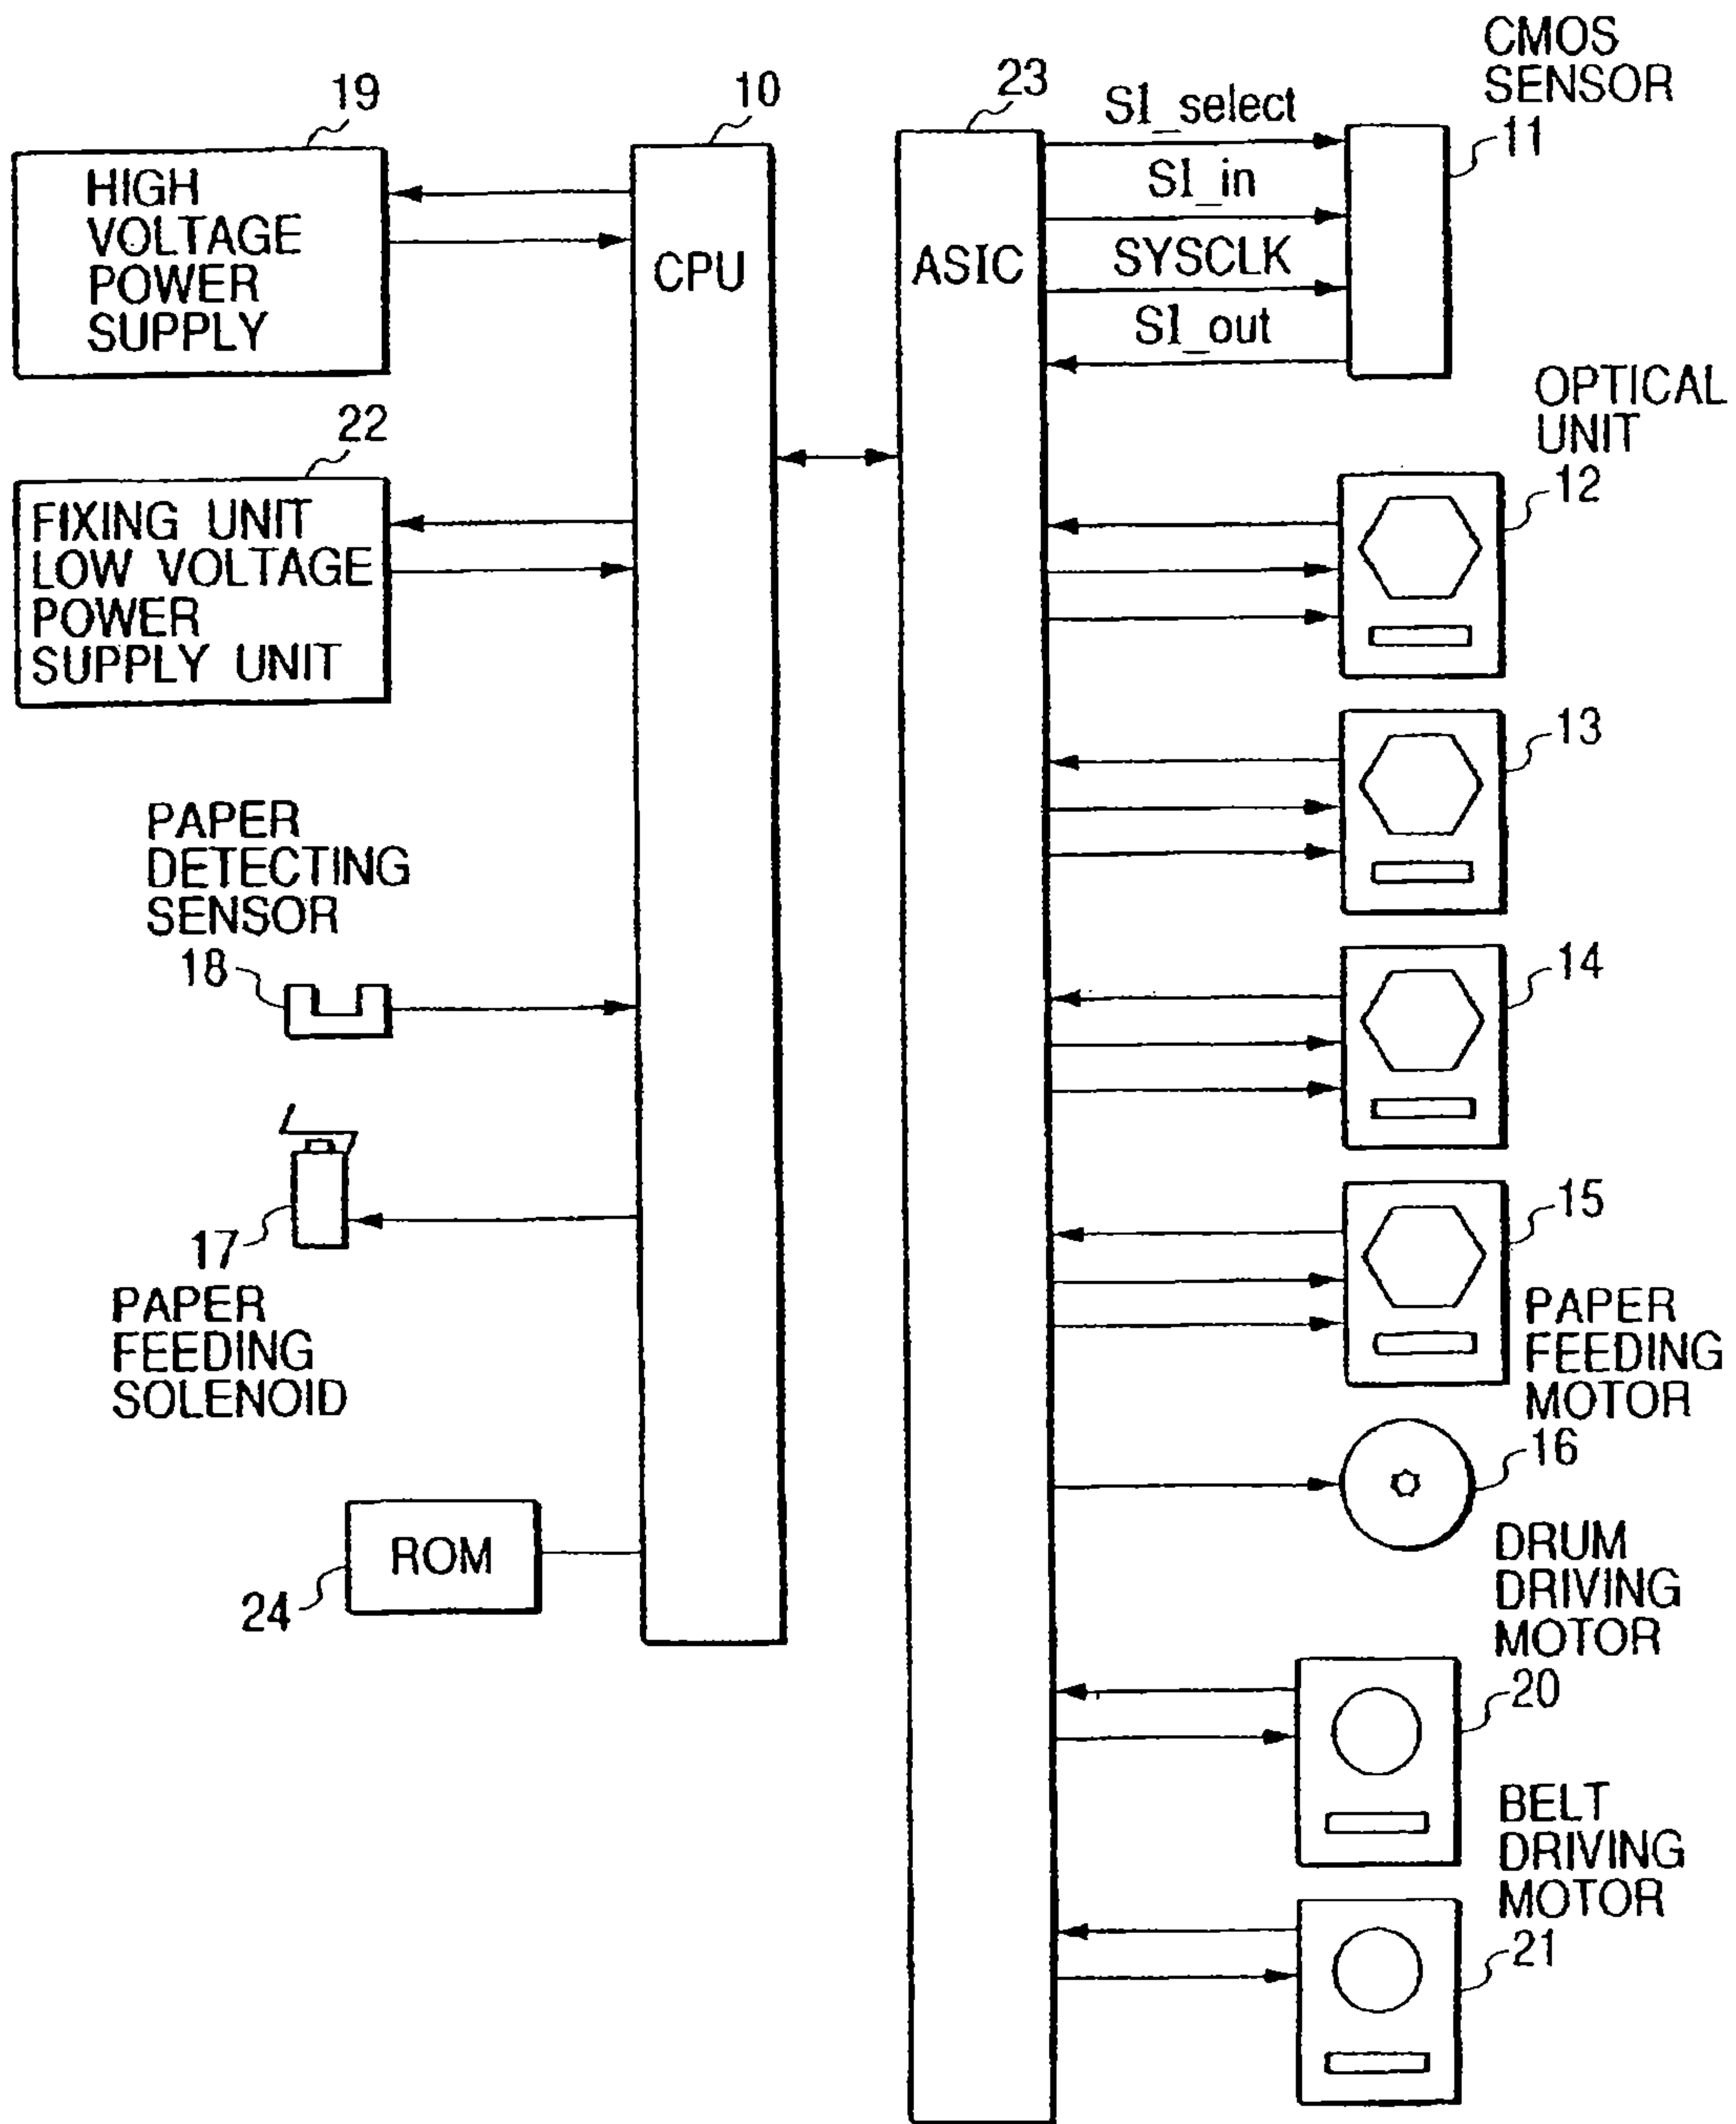 19
HIGH
VOLTAGE
POWER
SUPPLY
22
FIXING UNIT
LOW VOLTAGE
POWER
SUPPLY UNIT
PAPER
DETECTING
SENSOR
18
17
PAPER
FEEDING
SOLENOID
ROM
24
10
CPU
23
ASIC
SI_select
SI_in
SYSCLK
SI_out
CMOS
SENSOR
11
OPTICAL
UNIT
12
13
14
15
PAPER
FEEDING
MOTOR
16
DRUM
DRIVING
MOTOR
20
BELT
DRIVING
MOTOR
21